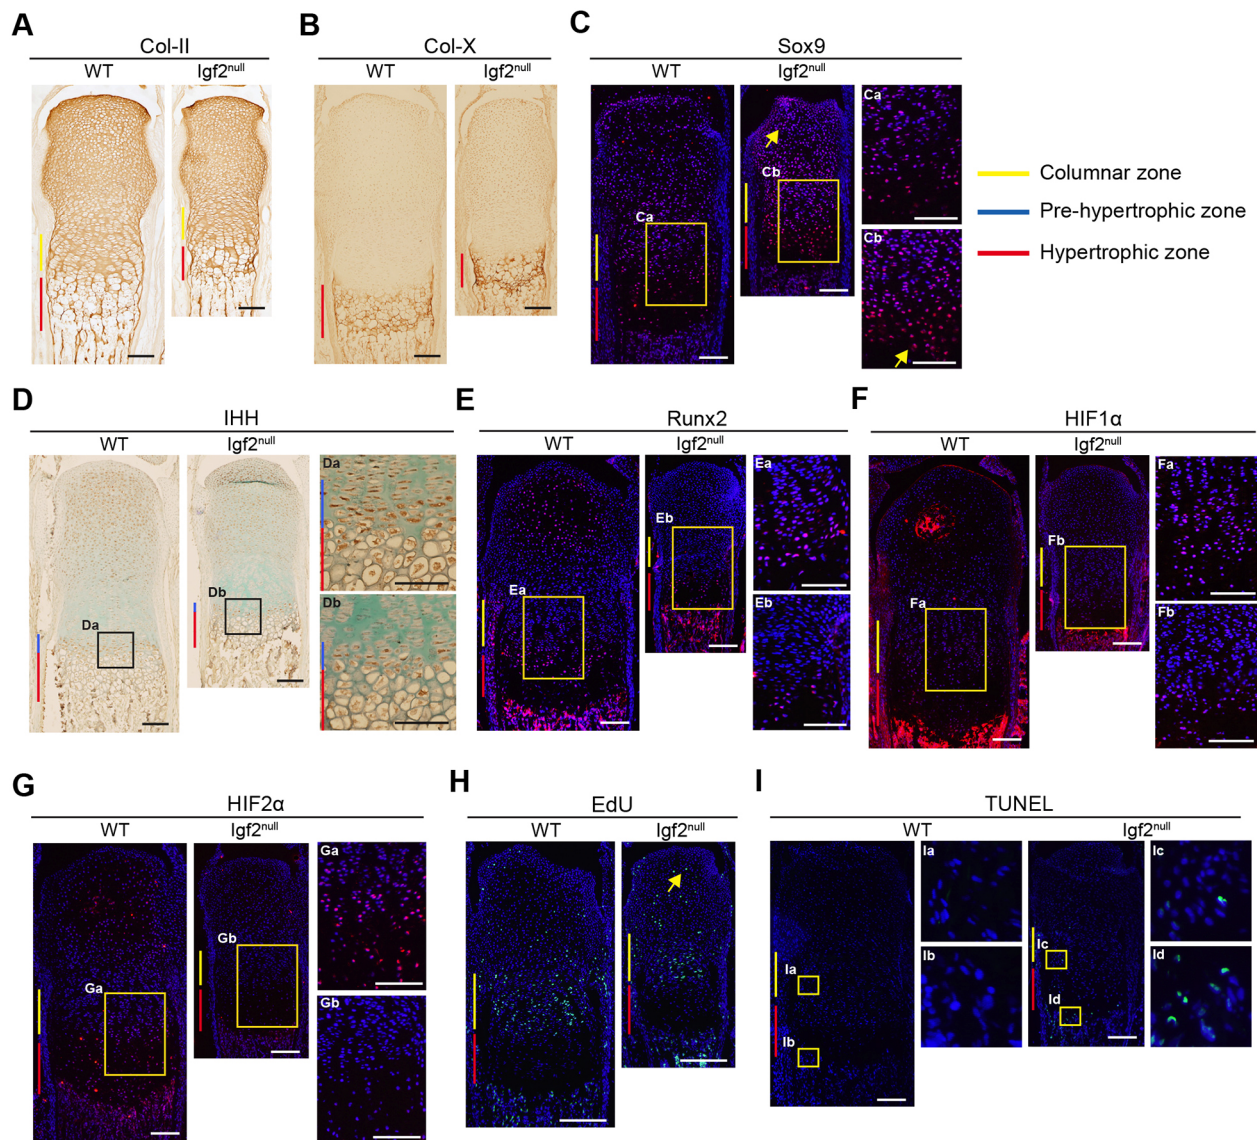 A
Col-II
WT Igf2null
B
Col-X
WT Igf2null
C
Sox9
WT Igf2null
Ca
Cb
Ca
Cb
Columnar zone
Pre-hypertrophic zone
Hypertrophic zone
D
IHH
WT Igf2null
Da
Db
Da
Db
E
Runx2
WT Igf2null
Ea
Eb
Ea
Eb
F
HIF1α
WT Igf2null
Fa
Fb
Fa
Fb
G
HIF2α
WT Igf2null
Ga
Gb
Ga
Gb
H
EdU
WT Igf2null
I
TUNEL
WT Igf2null
Ia
Ib
Ia
Ib
Ic
Id
Ic
Id